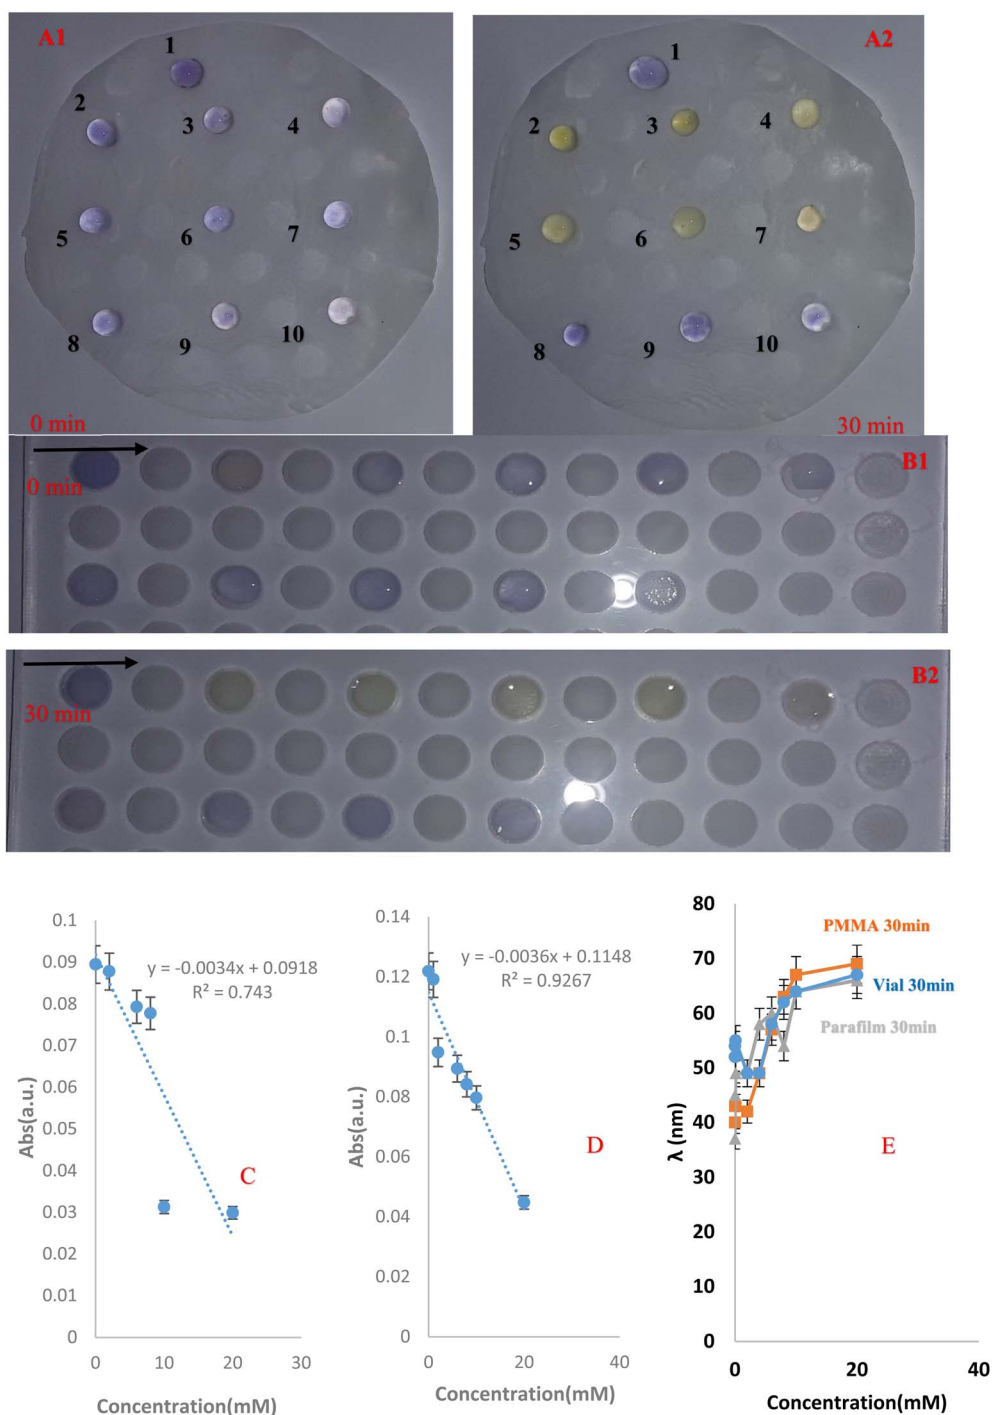 A1
1
2
3
4
5
6
7
8
9
10
0 min
A2
1
2
3
4
5
6
7
8
9
10
30 min
B1
0 min
B2
30 min
0.1
0.09
0.08
0.07
0.06
0.05
0.04
0.03
0.02
0.01
0
y = -0.0034x + 0.0918
R² = 0.743
C
Abs(a.u.)
0
10
20
30
Concentration(mM)
0.14
0.12
0.1
0.08
0.06
0.04
0.02
0
y = -0.0036x + 0.1148
R² = 0.9267
D
Abs(a.u.)
0
20
40
Concentration(mM)
80
70
60
50
40
30
20
10
0
PMMA 30min
Vial 30min
Parafilm 30min
E
λ (nm)
0
20
40
Concentration(mM)